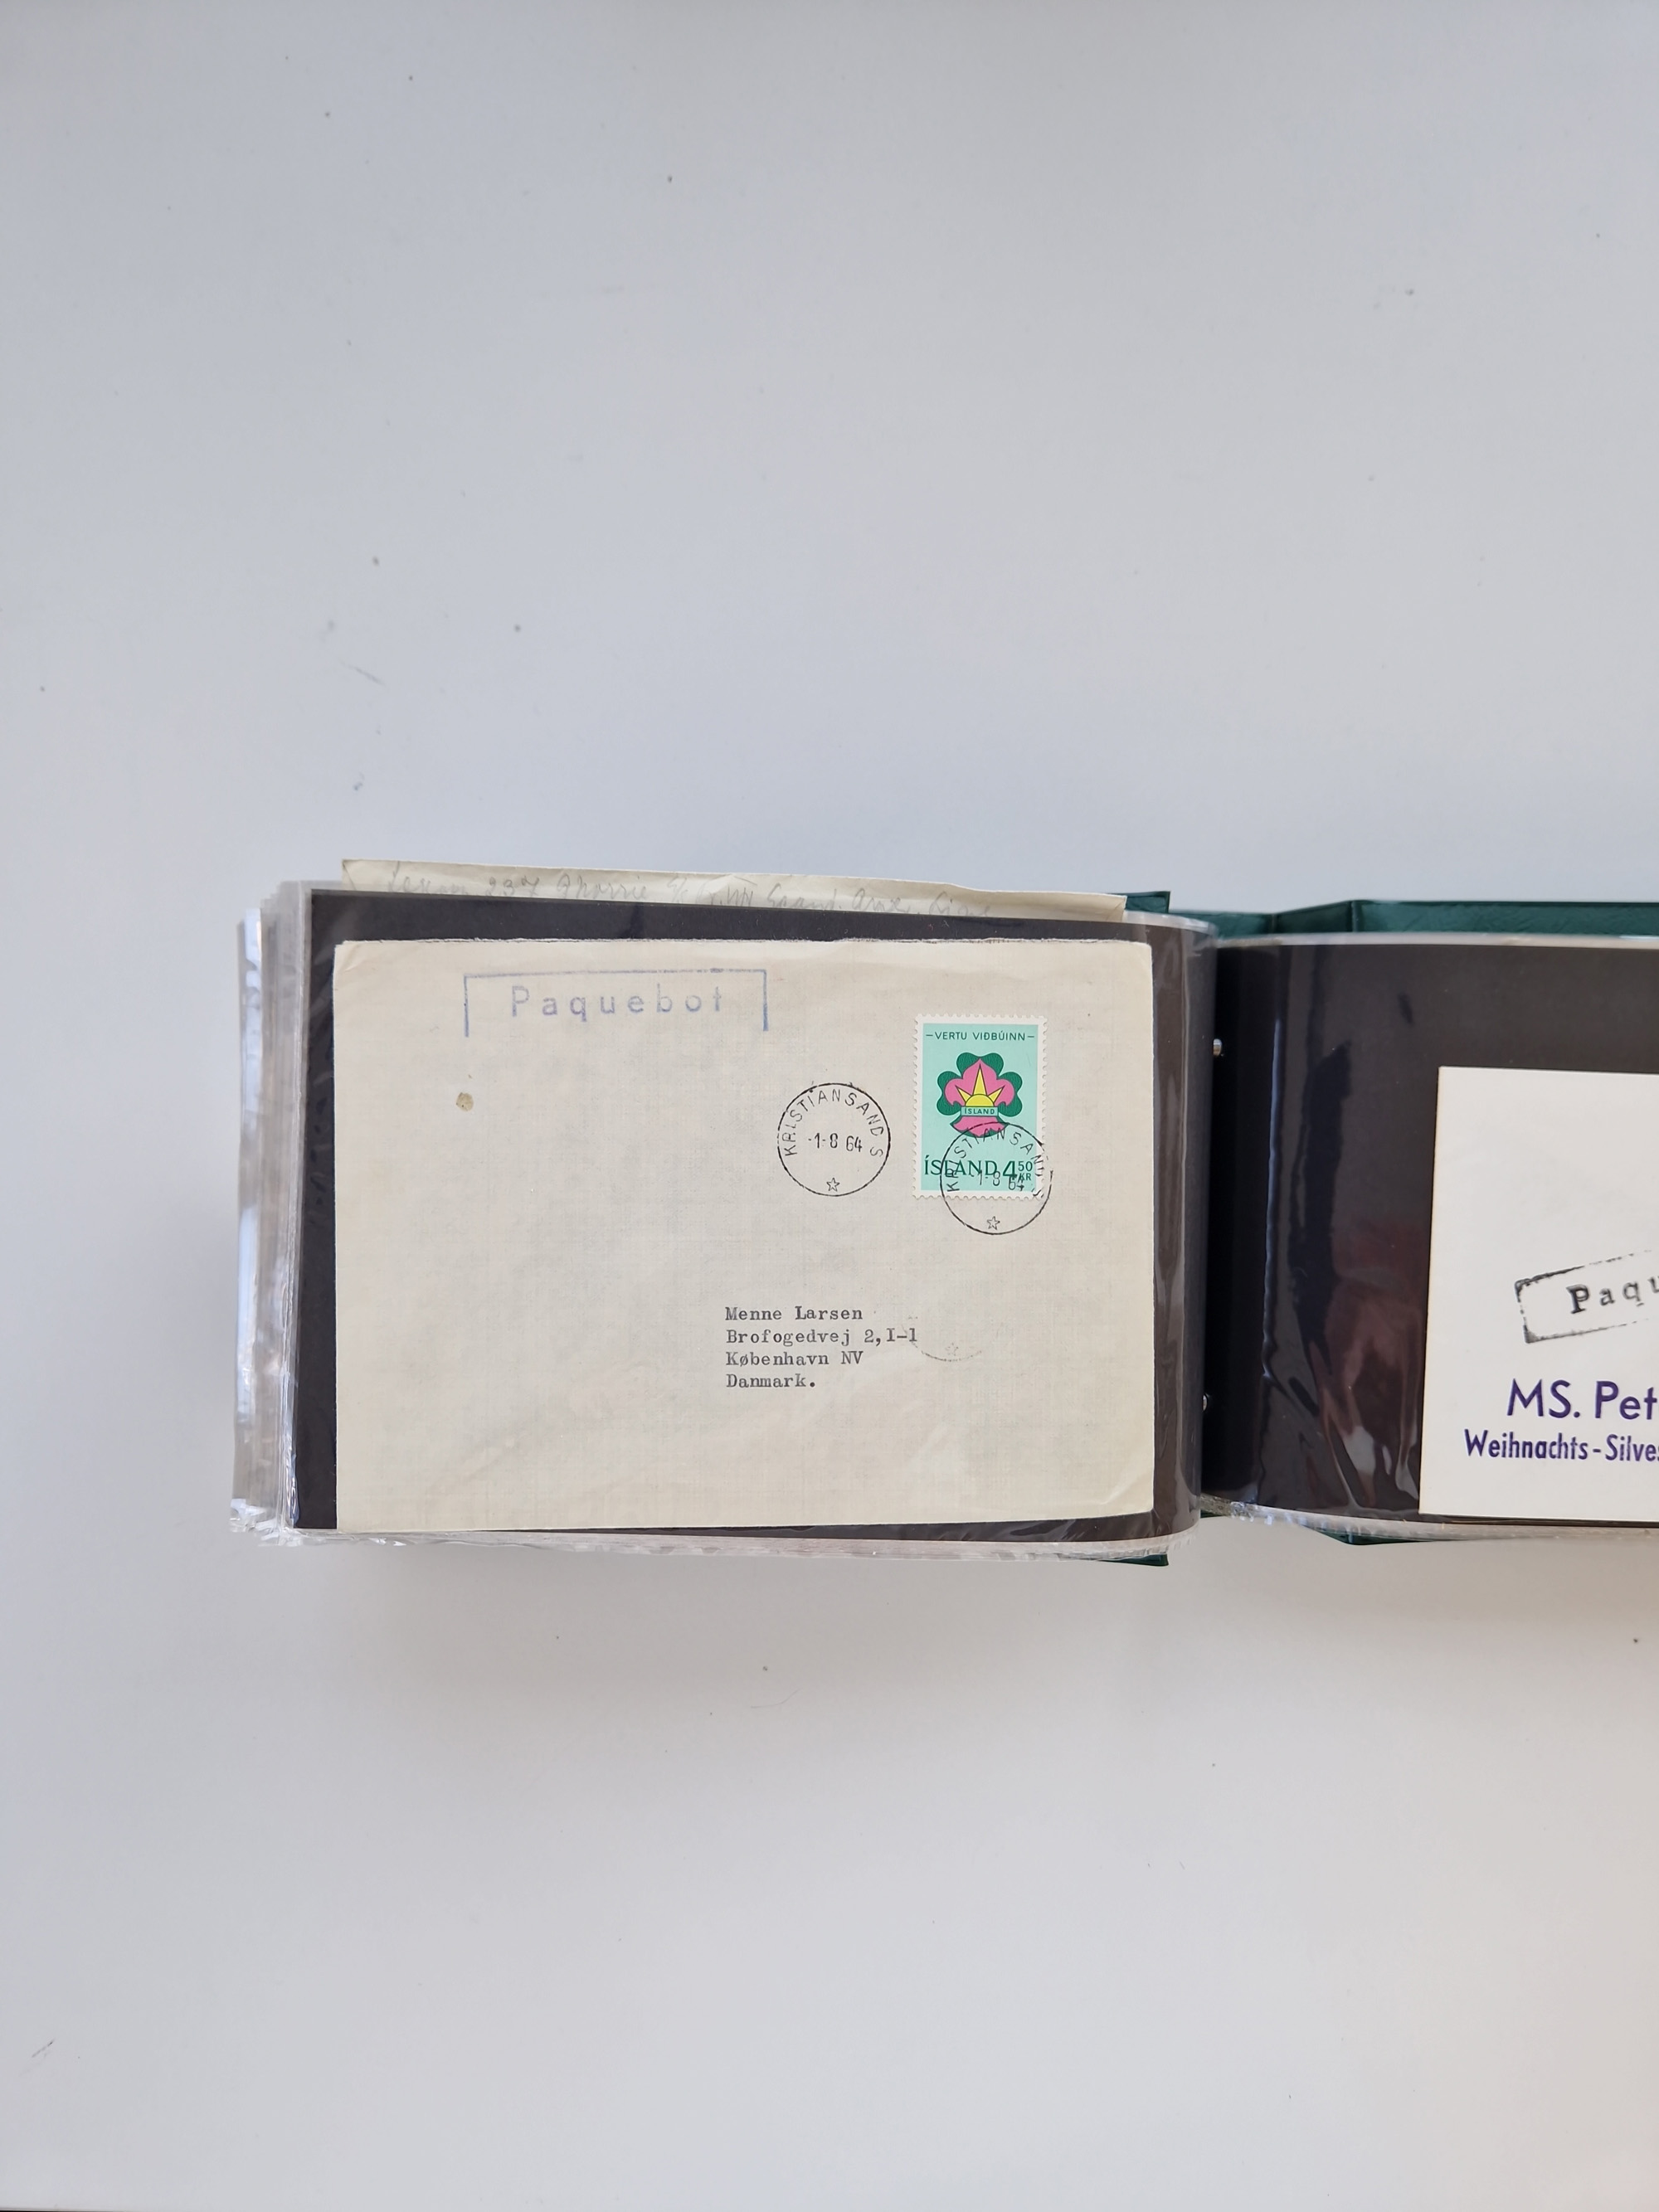 Paquebot
-VERTU VIÐBÚINN-
ÍSLAND
ÍSLAND 4 50 KR
KRISTIANSAND S
-1-8 64
KRISTIANSAND S
-1-8 64
Menne Larsen
Brofogedvej 2,I-1
København NV
Danmark.
Paqu
MS. Pet
Weihnachts-Silves